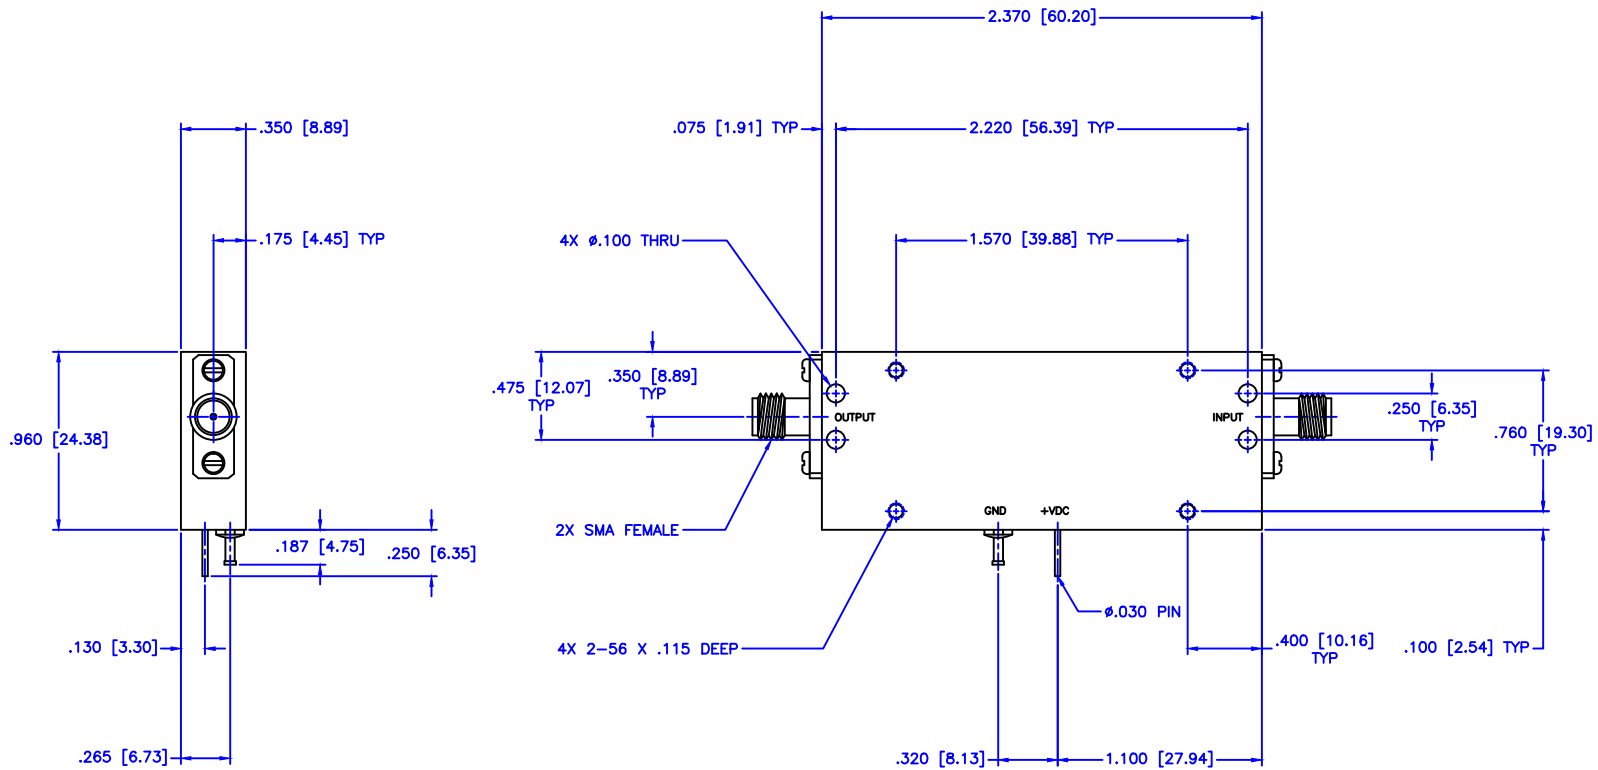 2.370 [60.20]
.350 [8.89]
.075 [1.91] TYP
2.220 [56.39] TYP
.175 [4.45] TYP
4X ø.100 THRU
1.570 [39.88] TYP
.475 [12.07]
TYP
.350 [8.89]
TYP
.250 [6.35]
TYP
OUTPUT
INPUT
.960 [24.38]
.760 [19.30]
TYP
GND
+VDC
2X SMA FEMALE
.187 [4.75]
.250 [6.35]
ø.030 PIN
.130 [3.30]
4X 2-56 X .115 DEEP
.400 [10.16]
TYP
.100 [2.54] TYP
.265 [6.73]
.320 [8.13]
1.100 [27.94]